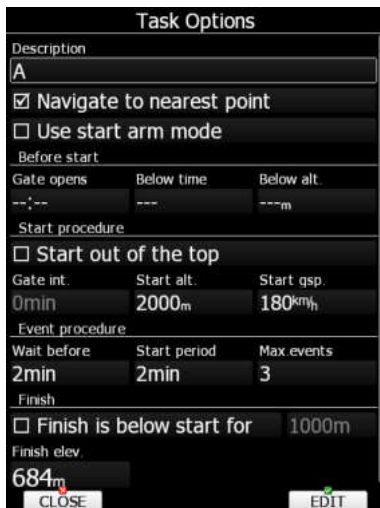 Task Options
Description
A
Navigate to nearest point
Use start arm mode
Before start
Gate opens Below time Below alt.
--:-- --- ---m
Start procedure
Start out of the top
Gate int. Start alt. Start gsp.
0min 2000m 180km/h
Event procedure
Wait before Start period Max.events
2min 2min 3
Finish
Finish is below start for 1000m
Finish elev.
684m
CLOSE EDIT